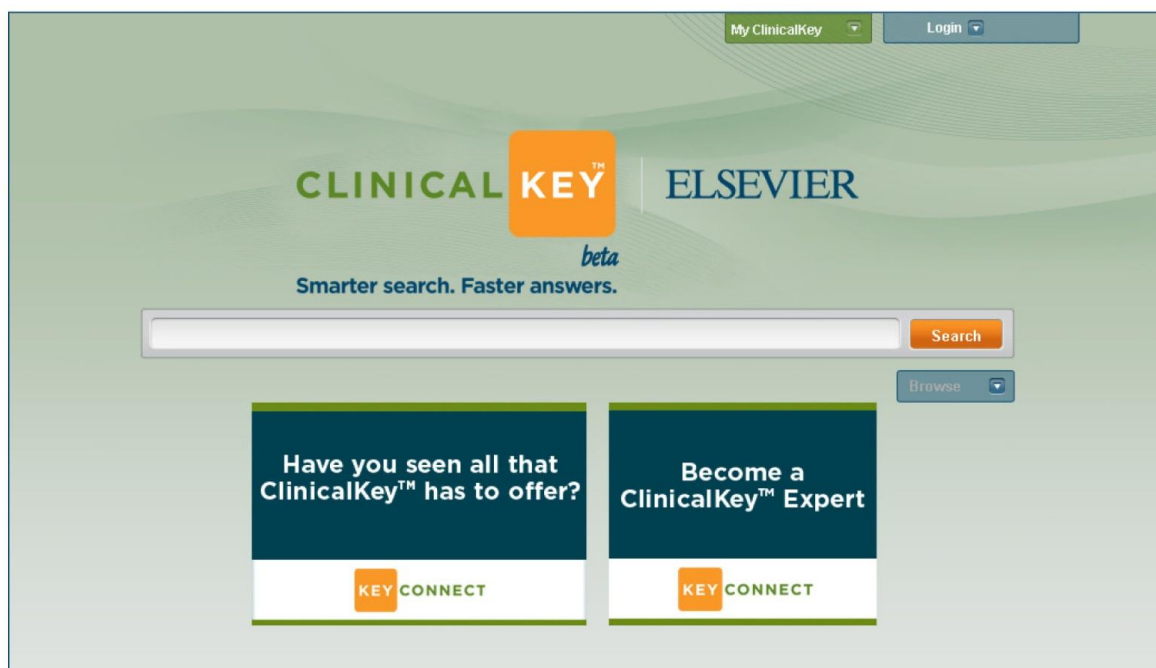 My ClinicalKey
Login
CLINICAL KEY™
ELSEVIER
beta
Smarter search. Faster answers.
Search
Browse
Have you seen all that
ClinicalKey™ has to offer?
Become a
ClinicalKey™ Expert
KEY CONNECT
KEY CONNECT